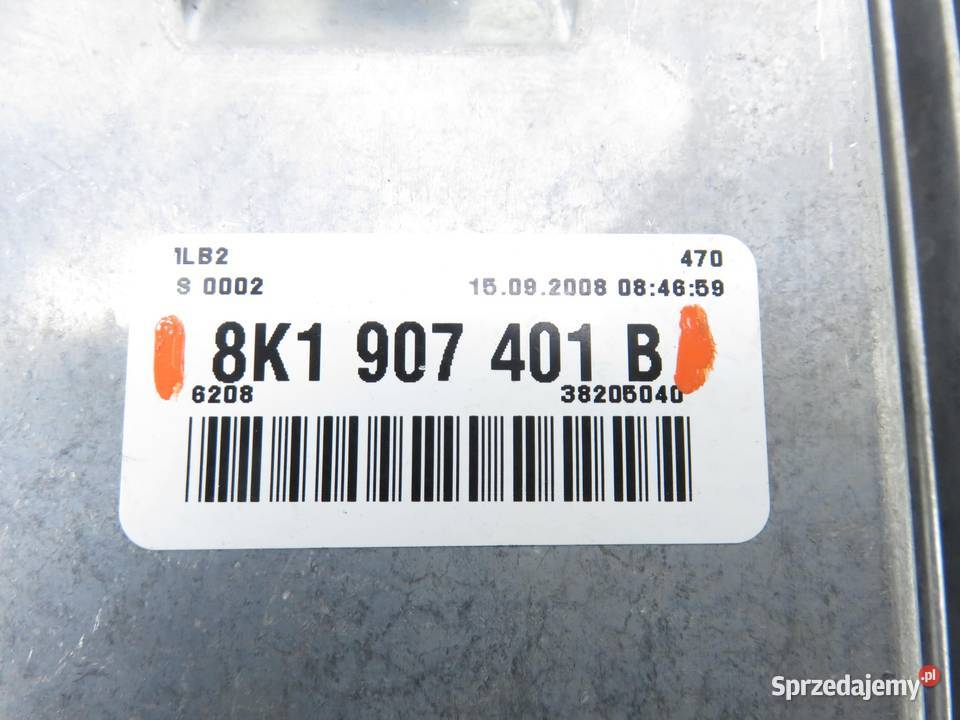 1LB2 470
S 0002 15.09.2008 08:46:59
8K1 907 401 B
6208 38205040
Sprzedajemy.pl